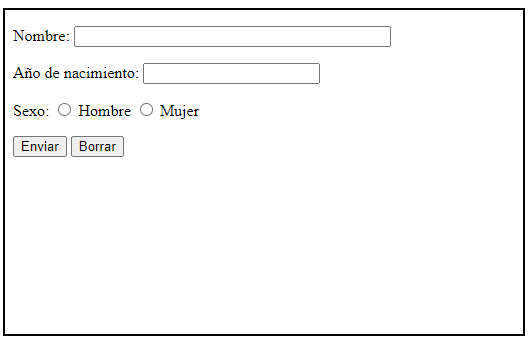 Nombre:
Año de nacimiento:
Sexo: Hombre Mujer
Enviar Borrar